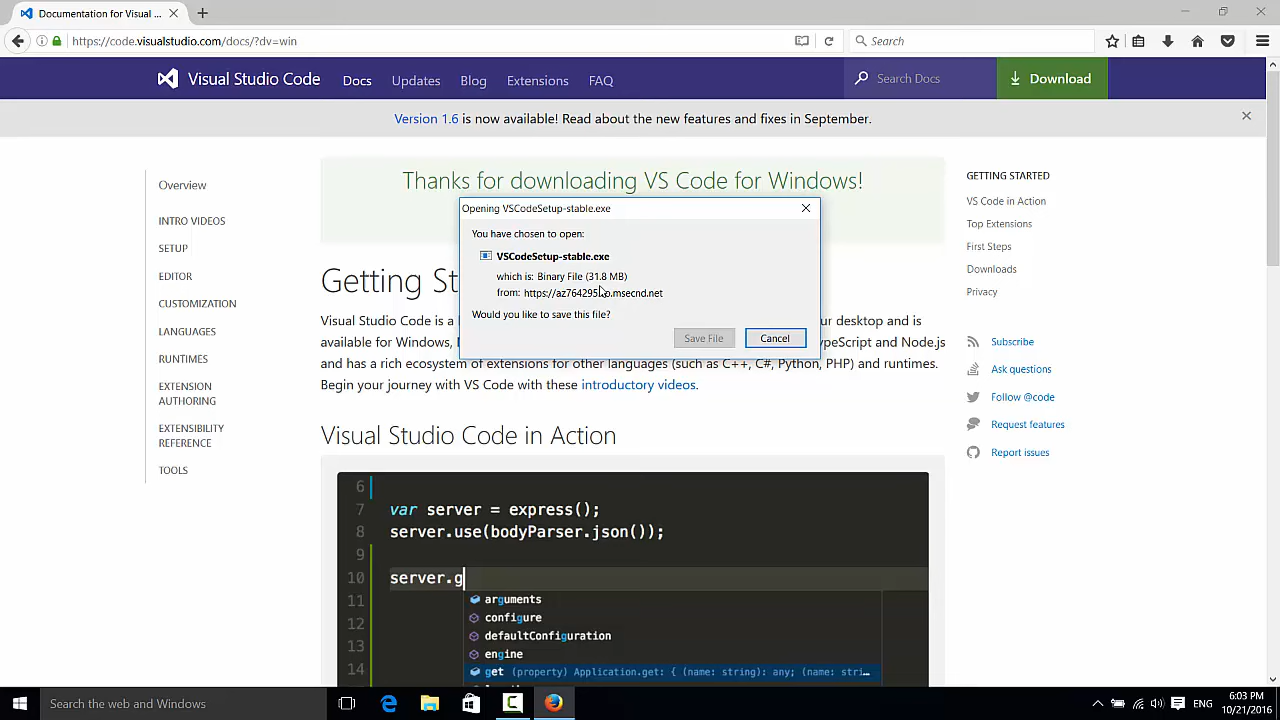 Documentation for Visual ...
https://code.visualstudio.com/docs/?dv=win
Search
Visual Studio Code
Docs
Updates
Blog
Extensions
FAQ
Search Docs
Download
Version 1.6 is now available! Read about the new features and fixes in September.
Thanks for downloading VS Code for Windows!
Opening VSCodeSetup-stable.exe
You have chosen to open:
VSCodeSetup-stable.exe
which is: Binary File (31.8 MB)
from: https://az764295.vo.msecnd.net
Would you like to save this file?
Save File
Cancel
Overview
INTRO VIDEOS
SETUP
EDITOR
CUSTOMIZATION
LANGUAGES
RUNTIMES
EXTENSION
AUTHORING
EXTENSIBILITY
REFERENCE
TOOLS
Getting St
Visual Studio Code is a l
our desktop and is
available for Windows,
TypeScript and Node.js
and has a rich ecosystem of extensions for other languages (such as C++, C#, Python, PHP) and runtimes.
Begin your journey with VS Code with these introductory videos.
Visual Studio Code in Action
6
7 var server = express();
8 server.use(bodyParser.json());
9
10 server.g
11 arguments
12 configure
defaultConfiguration
13 engine
14 get (property) Application.get: { (name: string): any; (name: stri...
GETTING STARTED
VS Code in Action
Top Extensions
First Steps
Downloads
Privacy
Subscribe
Ask questions
Follow @code
Request features
Report issues
Search the web and Windows
ENG
6:03 PM
10/21/2016